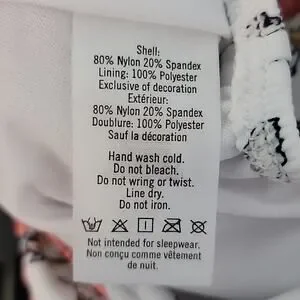 Shell:
80% Nylon 20% Spandex
Lining: 100% Polyester
Exclusive of decoration
Extérieur:
80% Nylon 20% Spandex
Doublure: 100% Polyester
Sauf la décoration
Hand wash cold.
Do not bleach.
Do not wring or twist.
Line dry.
Do not iron.
Not intended for sleepwear.
Non conçu comme vêtement
de nuit.